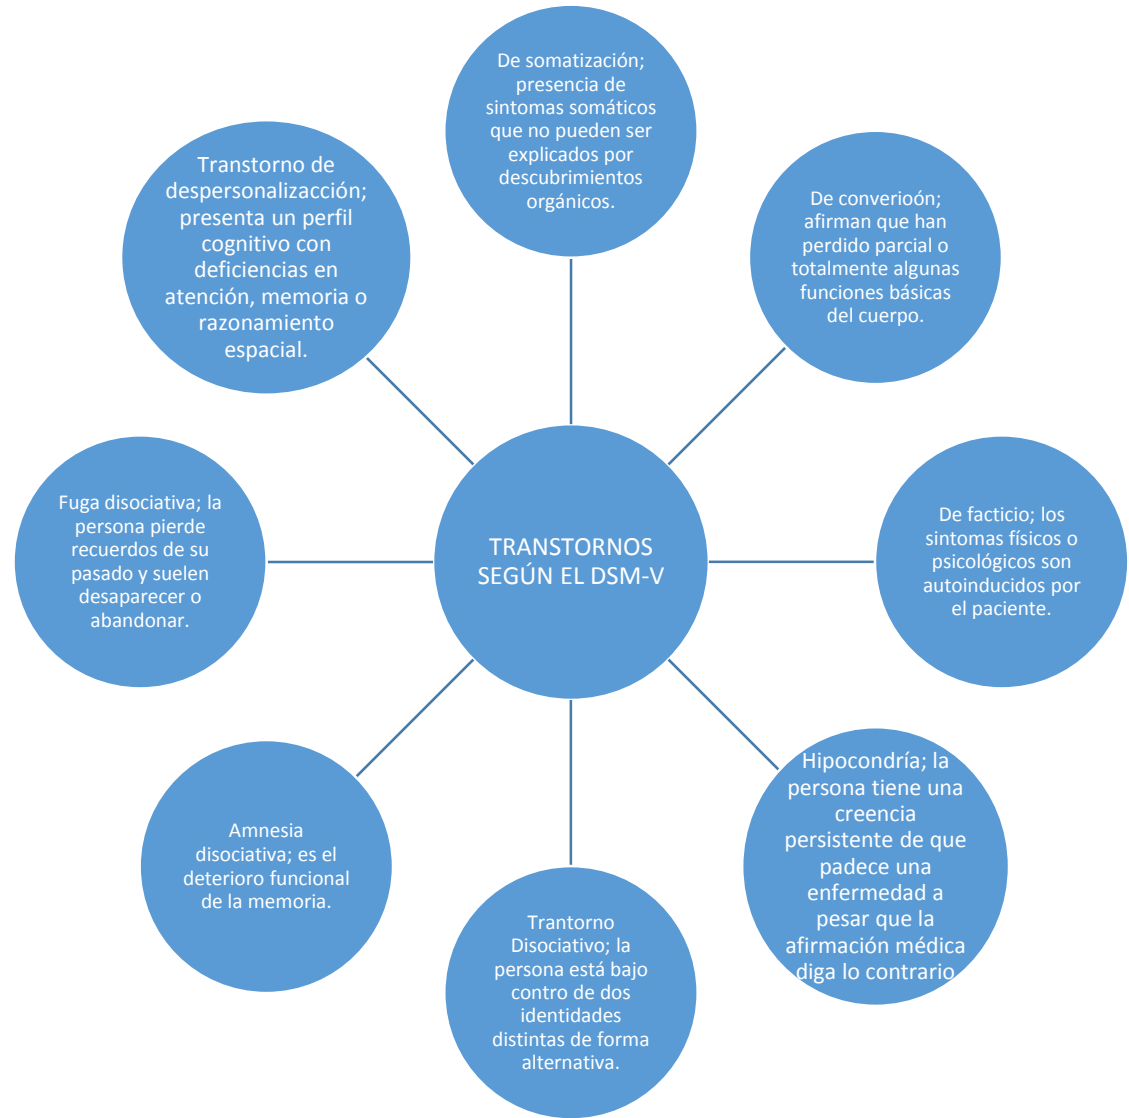 De somatización;
presencia de
sintomas somáticos
que no pueden ser
explicados por
descubrimientos
orgánicos.
De converioón;
afirman que han
perdido parcial o
totalmente algunas
funciones básicas
del cuerpo.
De facticio; los
sintomas físicos o
psicológicos son
autoinducidos por
el paciente.
Hipocondría; la
persona tiene una
creencia
persistente de que
padece una
enfermedad a
pesar que la
afirmación médica
diga lo contrario.
Trantorno
Disociativo; la
persona está bajo
contro de dos
identidades
distintas de forma
alternativa.
Amnesia
disociativa; es el
deterioro funcional
de la memoria.
Fuga disociativa; la
persona pierde
recuerdos de su
pasado y suelen
desaparecer o
abandonar.
Transtorno de
despersonalizacción;
presenta un perfil
cognitivo con
deficiencias en
atención, memoria o
razonamiento
espacial.
TRANSTORNOS
SEGÚN EL DSM-V